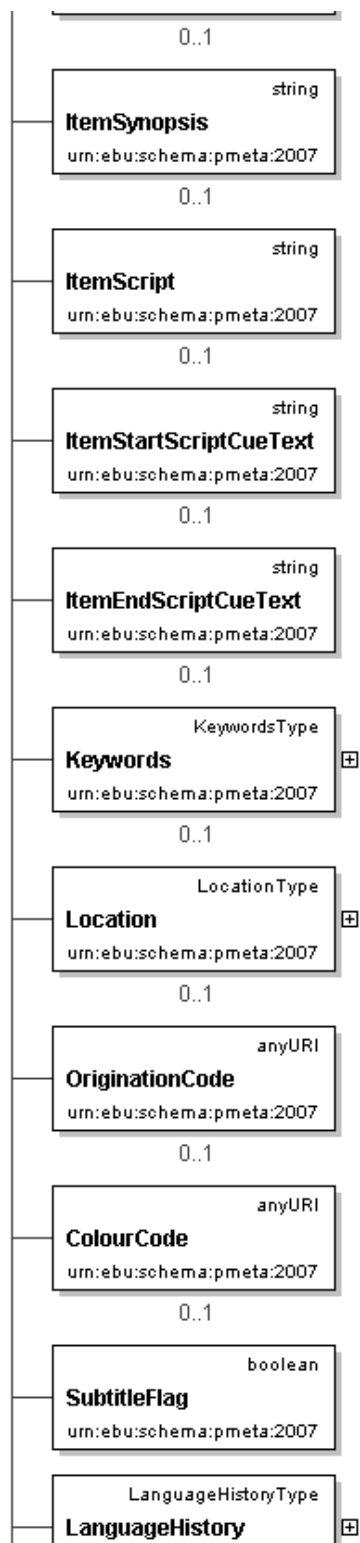 0..1
string
ItemSynopsis
urn:ebu:schema:pmeta:2007
0..1
string
ItemScript
urn:ebu:schema:pmeta:2007
0..1
string
ItemStartScriptCueText
urn:ebu:schema:pmeta:2007
0..1
string
ItemEndScriptCueText
urn:ebu:schema:pmeta:2007
0..1
KeywordsType
Keywords
urn:ebu:schema:pmeta:2007
0..1
LocationType
Location
urn:ebu:schema:pmeta:2007
0..1
anyURI
OriginationCode
urn:ebu:schema:pmeta:2007
0..1
anyURI
ColourCode
urn:ebu:schema:pmeta:2007
0..1
boolean
SubtitleFlag
urn:ebu:schema:pmeta:2007
LanguageHistoryType
LanguageHistory